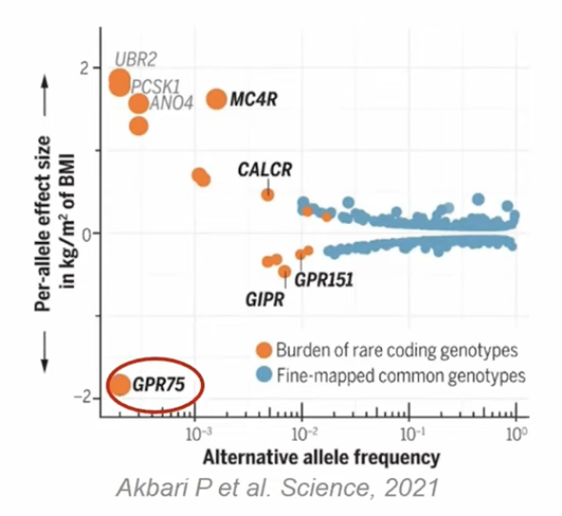 Per-allele effect size
in kg/m² of BMI
2
0
−2
UBR2
PCSK1
ANO4
MC4R
CALCR
GPR151
GIPR
GPR75
Burden of rare coding genotypes
Fine-mapped common genotypes
10⁻³
10⁻²
10⁻¹
10⁰
Alternative allele frequency
Akbari P et al. Science, 2021